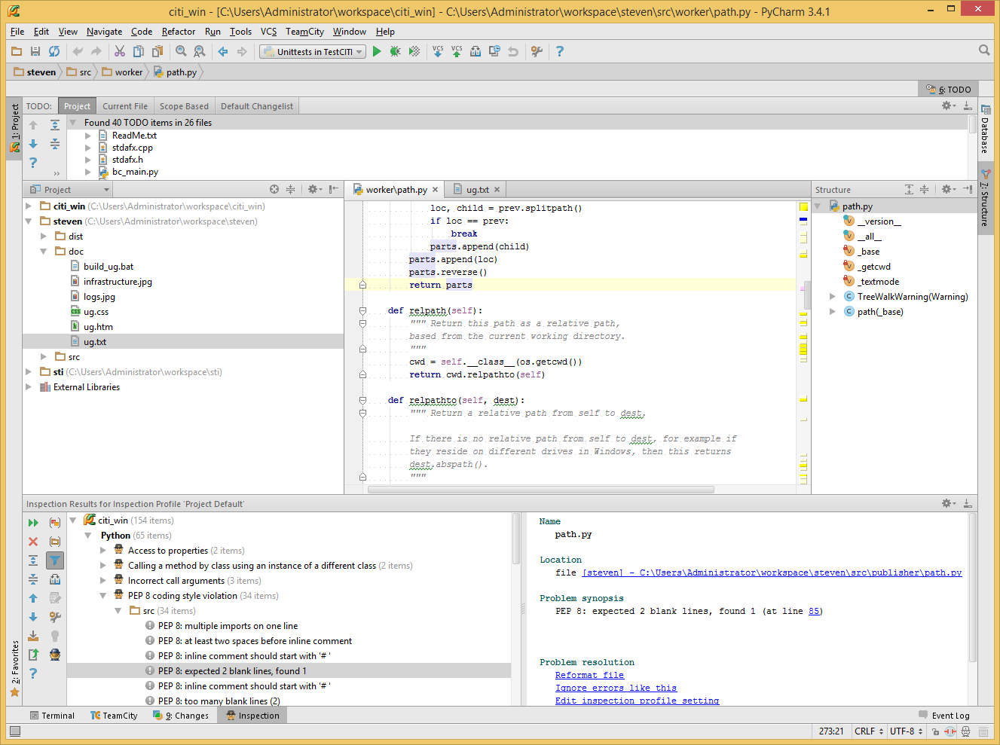 citi_win - [C:\Users\Administrator\workspace\citi_win] - C:\Users\Administrator\workspace\steven\src\worker\path.py - PyCharm 3.4.1
File Edit View Navigate Code Refactor Run Tools VCS TeamCity Window Help
Unittests in TestCITI VCS VCS
steven src worker path.py
6: TODO
TODO: Project Current File Scope Based Default Changelist
Found 40 TODO items in 26 files
ReadMe.txt
stdafx.cpp
stdafx.h
bc_main.py
1: Project
Database
7: Structure
2: Favorites
Project
citi_win (C:\Users\Administrator\workspace\citi_win)
steven (C:\Users\Administrator\workspace\steven)
dist
doc
build_ug.bat
infrastructure.jpg
logs.jpg
ug.css
ug.htm
ug.txt
src
sti (C:\Users\Administrator\workspace\sti)
External Libraries
worker\path.py ug.txt
loc, child = prev.splitpath()
if loc == prev:
break
parts.append(child)
parts.append(loc)
parts.reverse()
return parts
def relpath(self):
""" Return this path as a relative path,
based from the current working directory.
"""
cwd = self.__class__(os.getcwd())
return cwd.relpathto(self)
def relpathto(self, dest):
""" Return a relative path from self to dest.
If there is no relative path from self to dest, for example if
they reside on different drives in Windows, then this returns
dest.abspath().
"""
Structure
path.py
__version__
__all__
_base
_getcwd
_textmode
TreeWalkWarning(Warning)
path(_base)
Inspection Results for Inspection Profile 'Project Default'
citi_win (154 items)
Python (65 items)
Access to properties (2 items)
Calling a method by class using an instance of a different class (2 items)
Incorrect call arguments (3 items)
PEP 8 coding style violation (34 items)
src (34 items)
PEP 8: multiple imports on one line
PEP 8: at least two spaces before inline comment
PEP 8: inline comment should start with '# '
PEP 8: expected 2 blank lines, found 1
PEP 8: inline comment should start with '# '
PEP 8: too many blank lines (2)
Name
path.py
Location
file [steven] - C:\Users\Administrator\workspace\steven\src\publisher\path.py
Problem synopsis
PEP 8: expected 2 blank lines, found 1 (at line 85)
Problem resolution
Reformat file
Ignore errors like this
Edit inspection profile setting
Terminal TeamCity 9: Changes Inspection Event Log
273:21 CRLF UTF-8